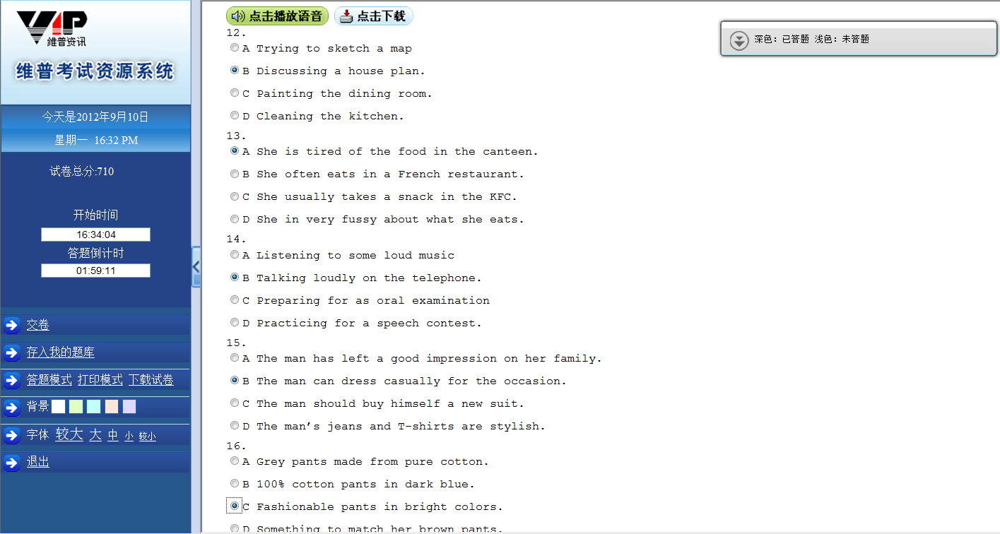 VIP
维普资讯
维普考试资源系统
今天是2012年9月10日
星期一 16:32 PM
试卷总分:710
开始时间
16:34:04
答题倒计时
01:59:11
交卷
存入我的题库
答题模式 打印模式 下载试卷
背景
字体 较大 大 中 小 较小
退出
点击播放语音 点击下载
深色: 已答题 浅色: 未答题
12.
A Trying to sketch a map
B Discussing a house plan.
C Painting the dining room.
D Cleaning the kitchen.
13.
A She is tired of the food in the canteen.
B She often eats in a French restaurant.
C She usually takes a snack in the KFC.
D She in very fussy about what she eats.
14.
A Listening to some loud music
B Talking loudly on the telephone.
C Preparing for as oral examination
D Practicing for a speech contest.
15.
A The man has left a good impression on her family.
B The man can dress casually for the occasion.
C The man should buy himself a new suit.
D The man’s jeans and T-shirts are stylish.
16.
A Grey pants made from pure cotton.
B 100% cotton pants in dark blue.
C Fashionable pants in bright colors.
D Something to match her brown pants.